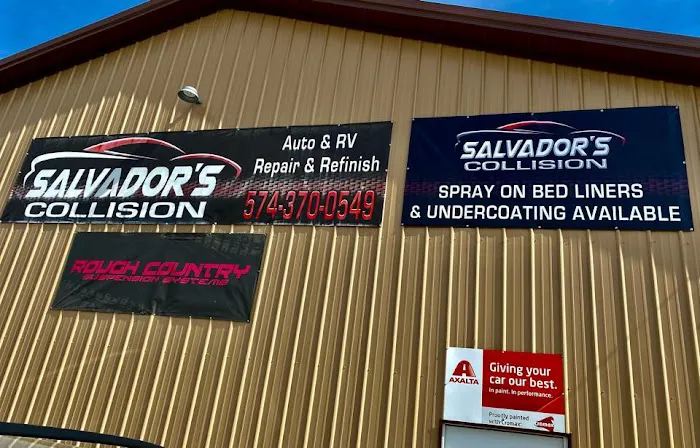 SALVADOR'S
COLLISION
Auto & RV
Repair & Refinish
574-370-0549
SALVADOR'S
COLLISION
SPRAY ON BED LINERS
& UNDERCOATING AVAILABLE
ROUGH COUNTRY
SUSPENSION SYSTEMS
AXALTA
Giving your
car our best.
In paint. In performance.
Proudly painted
with Cromax
Cromax